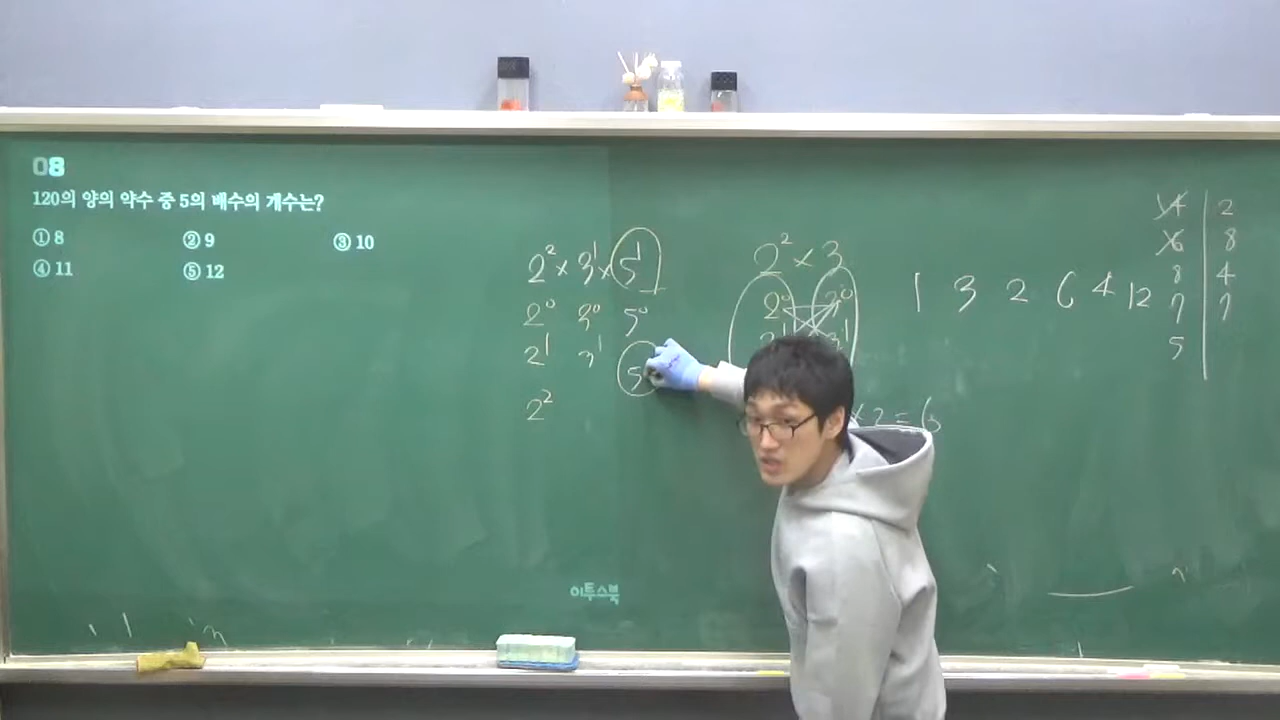 08
120의 양의 약수 중 5의 배수의 개수는?
① 8 ② 9 ③ 10
④ 11 ⑤ 12
2² × 3¹ × 5¹
2⁰ 3⁰ 5⁰
2¹ 3¹ 5
2²
2² × 3
2⁰ 3⁰
2¹ 3¹
× 2 = 6
1 3 2 6 4 12
4 2
6 8
8 4
7 7
5
이투스북